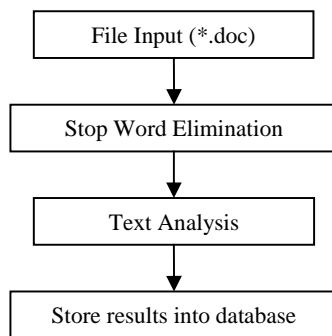 File Input (*.doc)
Stop Word Elimination
Text Analysis
Store results into database